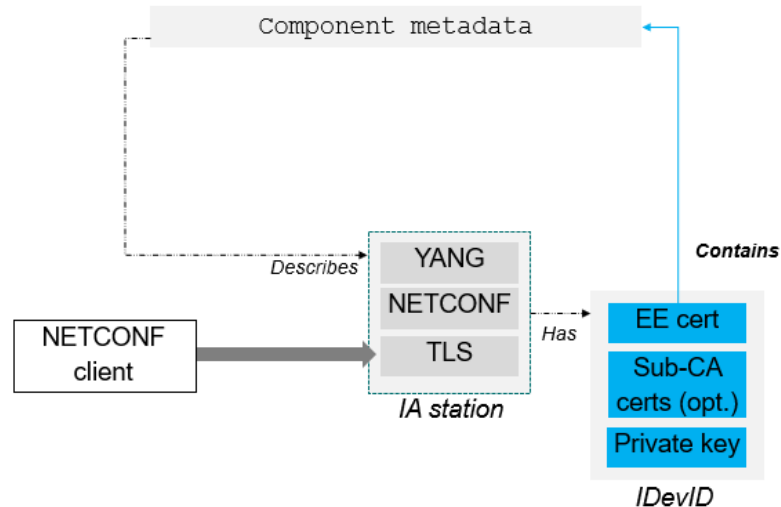 Component metadata
Describes
YANG
NETCONF
TLS
IA station
NETCONF
client
Has
Contains
EE cert
Sub-CA
certs (opt.)
Private key
IDevID